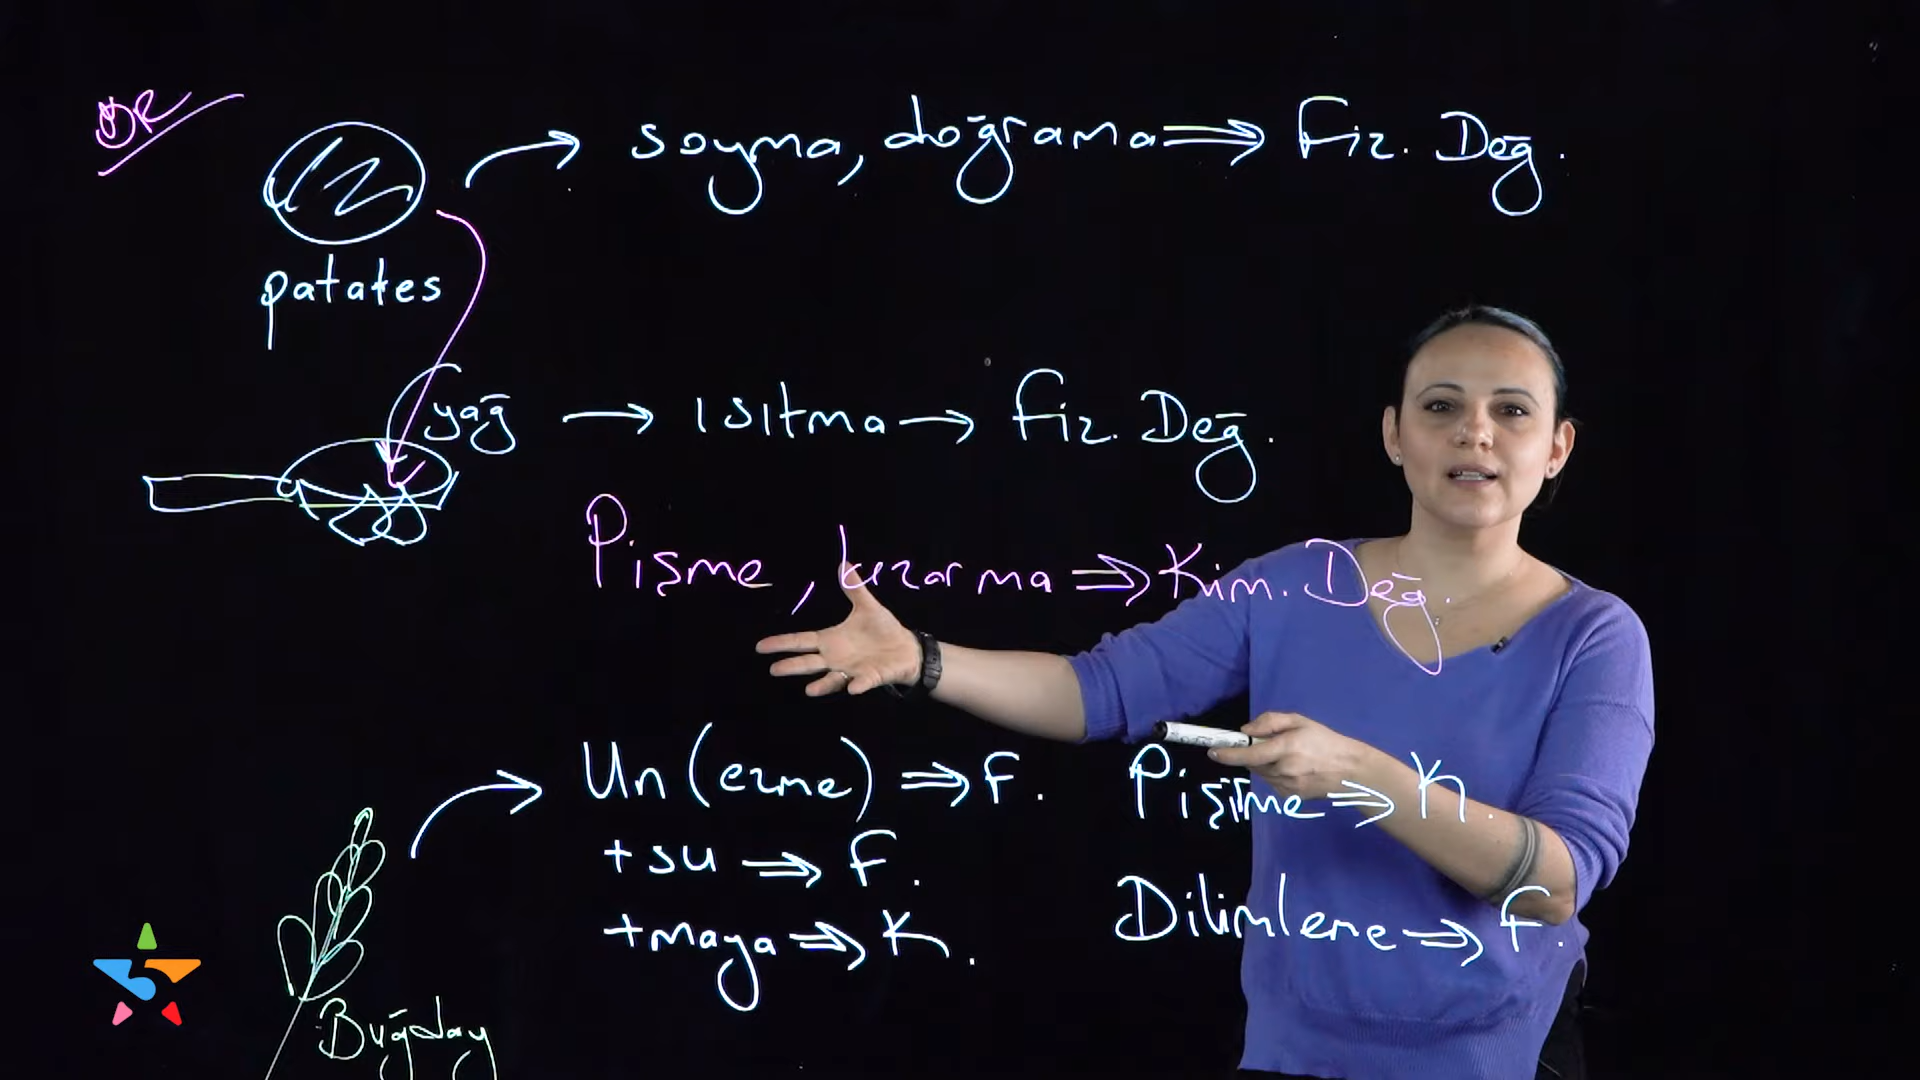 ÖR
soyma, doğrama ⇒ Fiz. Değ.
patates
yağ → ısıtma → Fiz. Değ.
Pişme, kızarma ⇒ Kim. Değ.
Un (ezme) ⇒ F. Pişirme ⇒ K.
+su ⇒ F.
+maya ⇒ K. Dilimleme ⇒ F.
Buğday
5